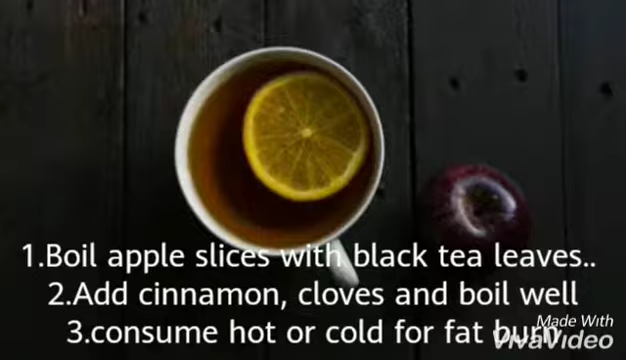 1.Boil apple slices with black tea leaves..
2.Add cinnamon, cloves and boil well
3.consume hot or cold for fat burn
Made With
VivaVideo